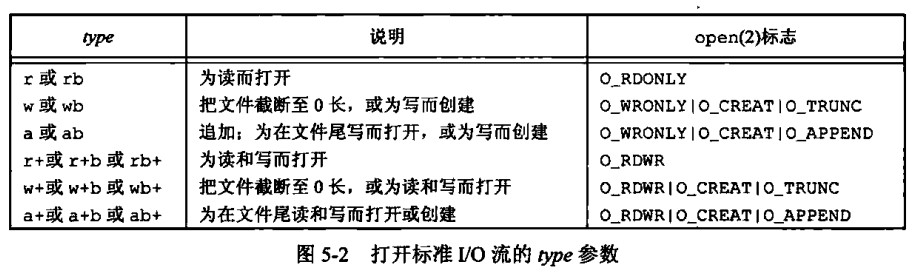 type 说明 open(2)标志
r 或 rb 为读而打开 O_RDONLY
w 或 wb 把文件截断至 0 长，或为写而创建 O_WRONLY|O_CREAT|O_TRUNC
a 或 ab 追加；为在文件尾写而打开，或为写而创建 O_WRONLY|O_CREAT|O_APPEND
r+或 r+b 或 rb+ 为读和写而打开 O_RDWR
w+或 w+b 或 wb+ 把文件截断至 0 长，或为读和写而打开 O_RDWR|O_CREAT|O_TRUNC
a+或 a+b 或 ab+ 为在文件尾读和写而打开或创建 O_RDWR|O_CREAT|O_APPEND
图 5-2 打开标准 I/O 流的 type 参数